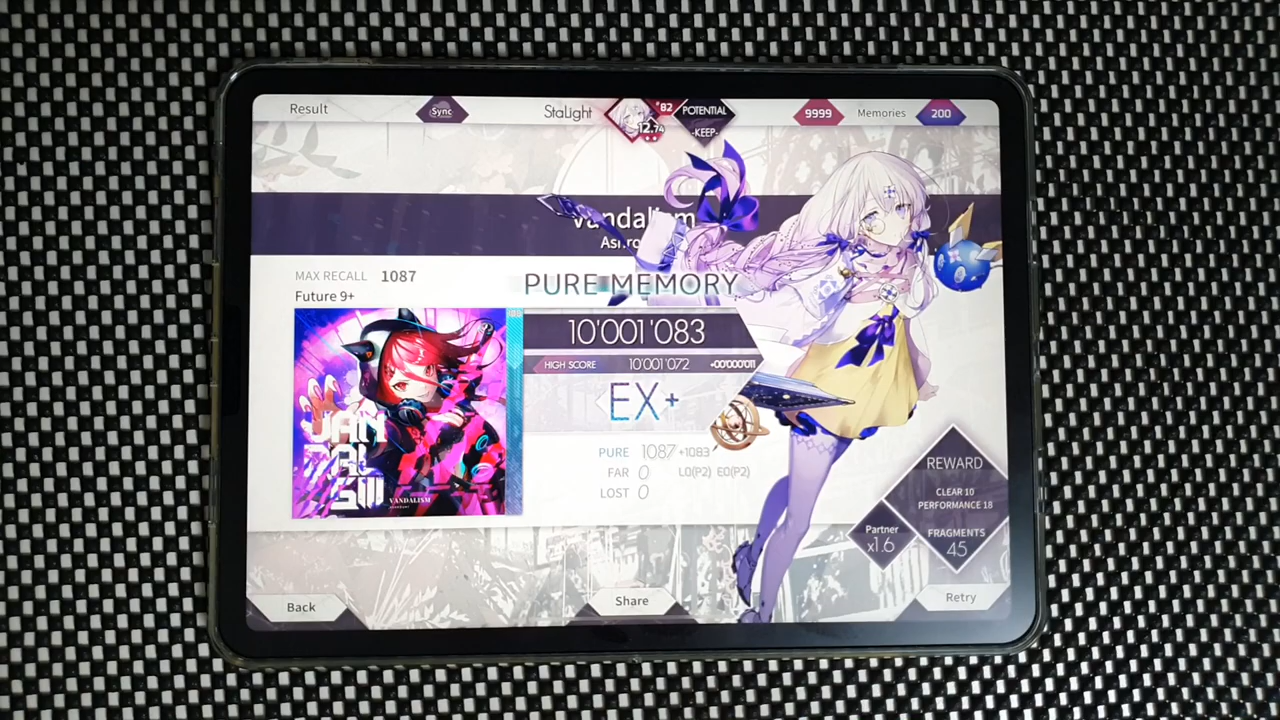 Result
Sync
StaLight
82
12.74
POTENTIAL
-KEEP-
9999
Memories
200
Vandalism
MAX RECALL 1087
Future 9+
PURE MEMORY
10'001'083
HIGH SCORE 10'001'072 +00'000'011
EX+
PURE 1087 +1083
FAR 0 L0(P2) E0(P2)
LOST 0
VANDALISM
REWARD
CLEAR 10
PERFORMANCE 18
FRAGMENTS
45
Partner
x1.6
Back
Share
Retry